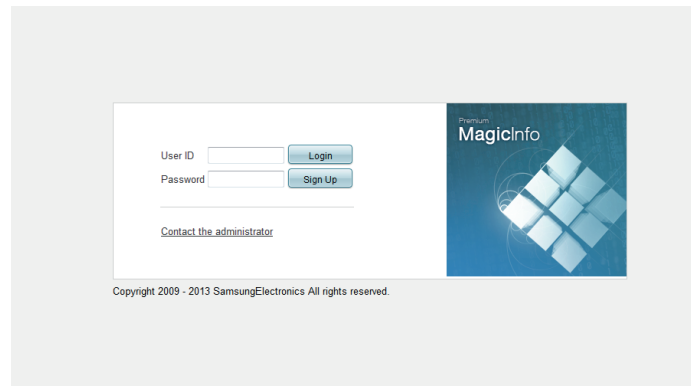 Premium
MagicInfo
User ID
Login
Password
Sign Up
Contact the administrator
Copyright 2009 - 2013 SamsungElectronics All rights reserved.